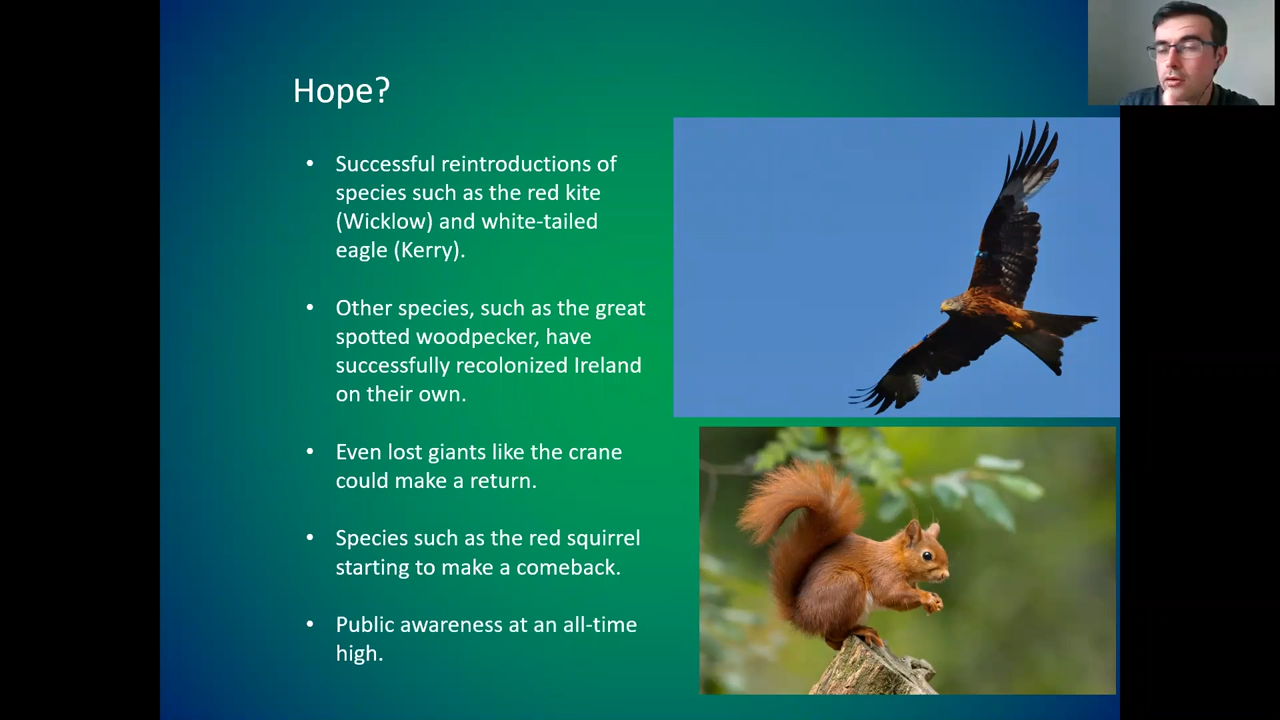 Hope?
• Successful reintroductions of
species such as the red kite
(Wicklow) and white-tailed
eagle (Kerry).
• Other species, such as the great
spotted woodpecker, have
successfully recolonized Ireland
on their own.
• Even lost giants like the crane
could make a return.
• Species such as the red squirrel
starting to make a comeback.
• Public awareness at an all-time
high.